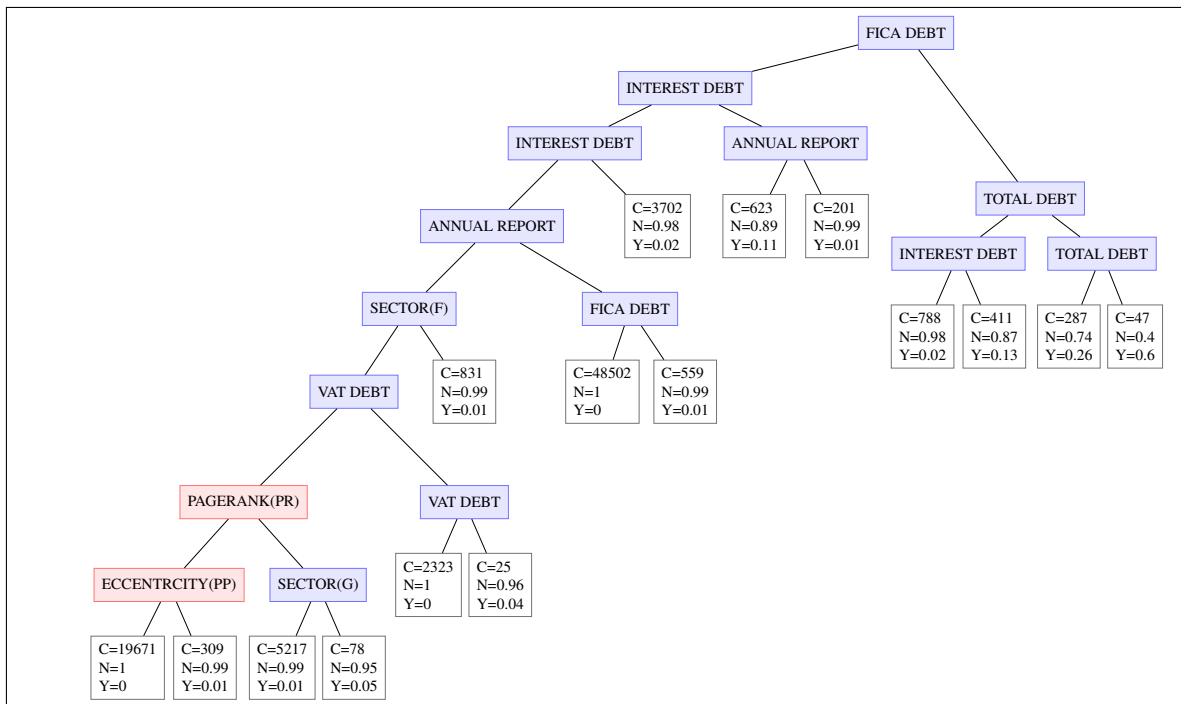 FICA DEBT
INTEREST DEBT
INTEREST DEBT
ANNUAL REPORT
C=3702
N=0.98
Y=0.02
C=623
N=0.89
Y=0.11
C=201
N=0.99
Y=0.01
TOTAL DEBT
ANNUAL REPORT
INTEREST DEBT
TOTAL DEBT
SECTOR(F)
FICA DEBT
C=788
N=0.98
Y=0.02
C=411
N=0.87
Y=0.13
C=287
N=0.74
Y=0.26
C=47
N=0.4
Y=0.6
VAT DEBT
C=831
N=0.99
Y=0.01
C=48502
N=1
Y=0
C=559
N=0.99
Y=0.01
PAGERANK(PR)
VAT DEBT
ECCENTRCITY(PP)
SECTOR(G)
C=2323
N=1
Y=0
C=25
N=0.96
Y=0.04
C=19671
N=1
Y=0
C=309
N=0.99
Y=0.01
C=5217
N=0.99
Y=0.01
C=78
N=0.95
Y=0.05